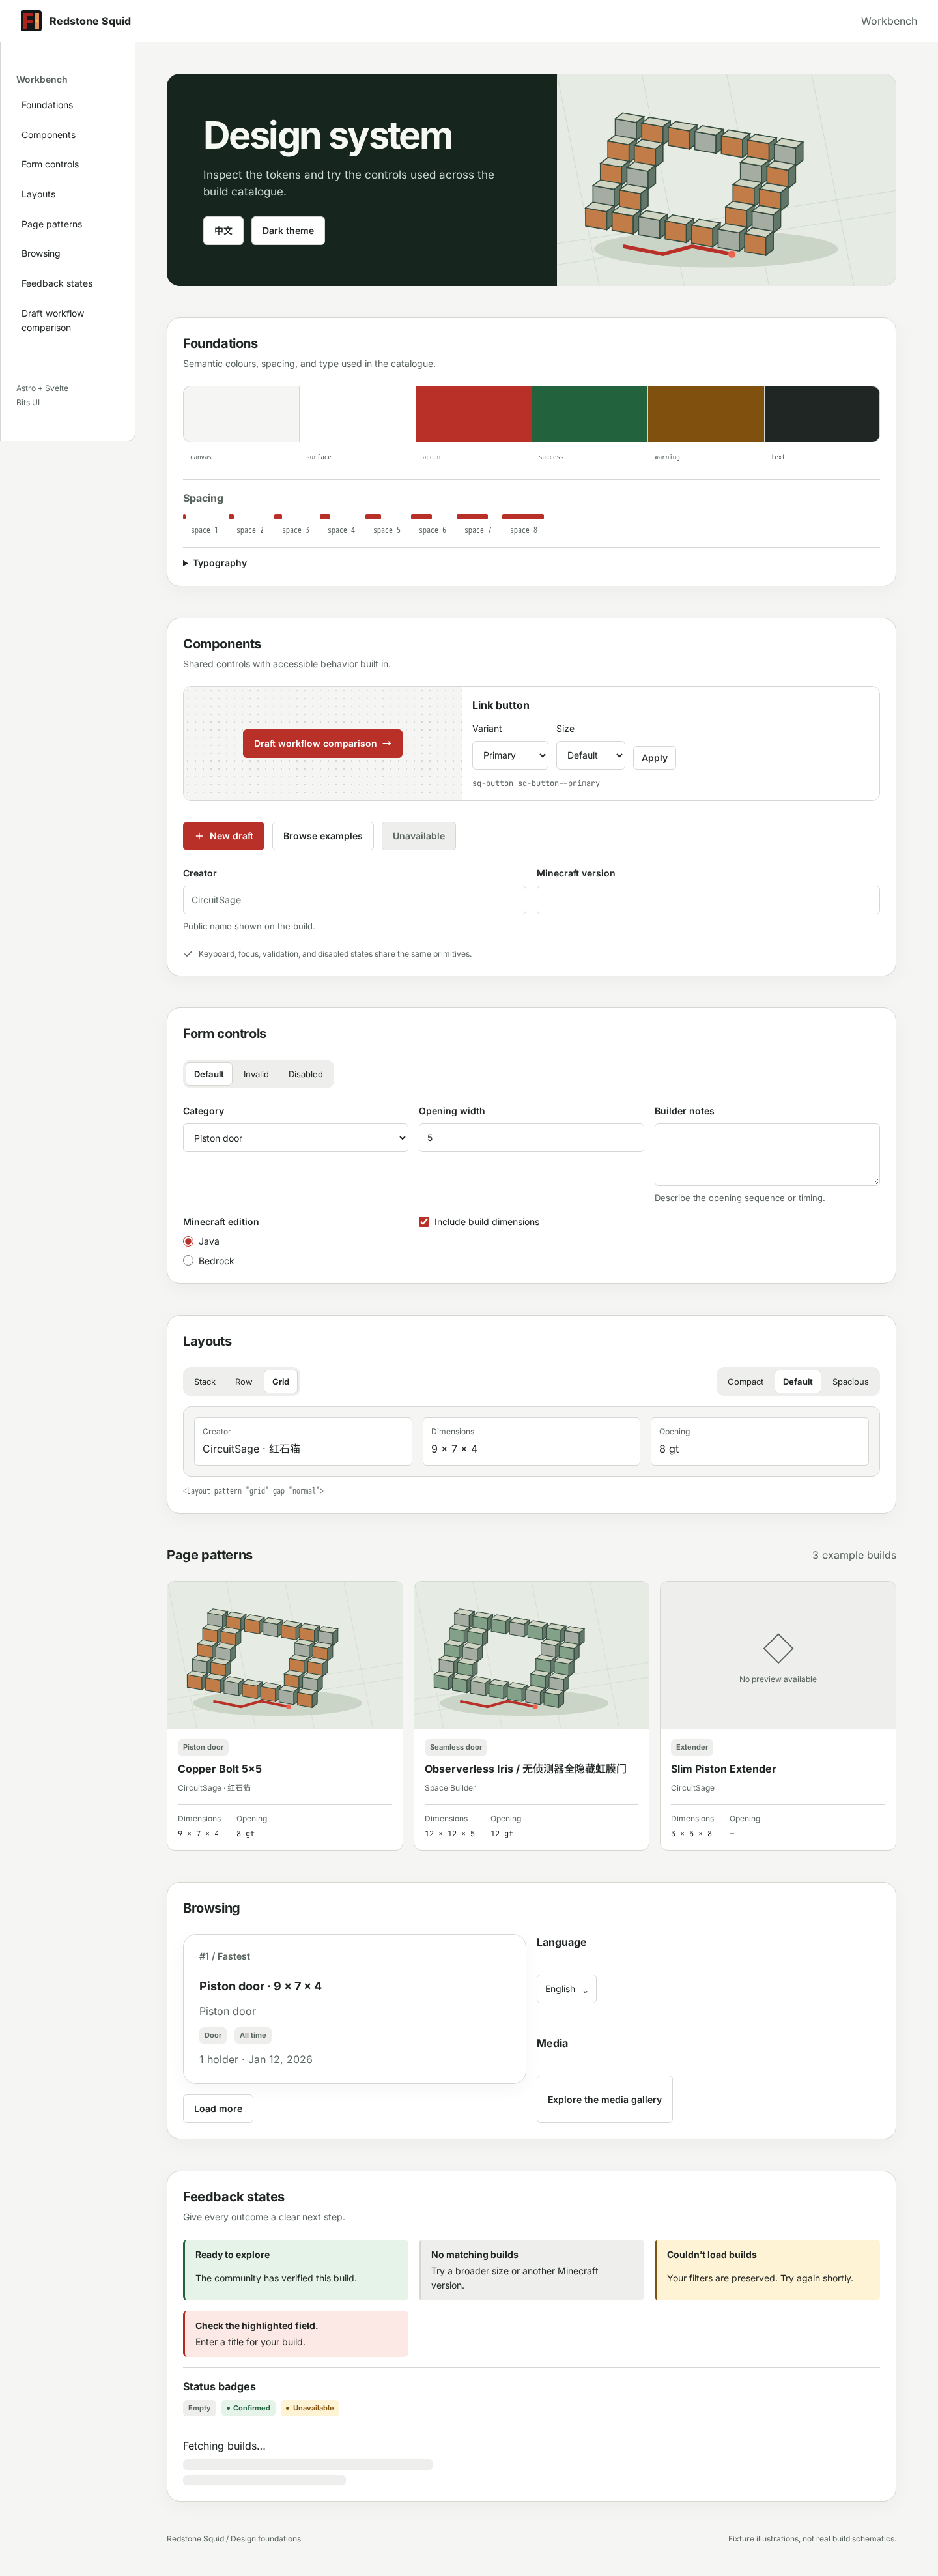 Redstone Squid
Workbench
Workbench
Foundations
Components
Form controls
Layouts
Page patterns
Browsing
Feedback states
Draft workflow
comparison
Astro + Svelte
Bits UI
Design system
Inspect the tokens and try the controls used across the
build catalogue.
中文
Dark theme
Foundations
Semantic colours, spacing, and type used in the catalogue.
--canvas
--surface
--accent
--success
--warning
--text
Spacing
--space-1
--space-2
--space-3
--space-4
--space-5
--space-6
--space-7
--space-8
Typography
Components
Shared controls with accessible behavior built in.
Draft workflow comparison →
Link button
Variant
Size
Primary
Default
Apply
sq-button sq-button--primary
+ New draft
Browse examples
Unavailable
Creator
Minecraft version
CircuitSage
Public name shown on the build.
Keyboard, focus, validation, and disabled states share the same primitives.
Form controls
Default
Invalid
Disabled
Category
Opening width
Builder notes
Piston door
5
Describe the opening sequence or timing.
Minecraft edition
Include build dimensions
Java
Bedrock
Layouts
Stack
Row
Grid
Compact
Default
Spacious
Creator
CircuitSage · 红石猫
Dimensions
9 × 7 × 4
Opening
8 gt
<Layout pattern="grid" gap="normal">
Page patterns
3 example builds
No preview available
Piston door
Copper Bolt 5×5
CircuitSage · 红石猫
Dimensions
Opening
9 × 7 × 4
8 gt
Seamless door
Observerless Iris / 无侦测器全隐藏虹膜门
Space Builder
Dimensions
Opening
12 × 12 × 5
12 gt
Extender
Slim Piston Extender
CircuitSage
Dimensions
Opening
3 × 5 × 8
—
Browsing
#1 / Fastest
Piston door · 9 × 7 × 4
Piston door
Door
All time
1 holder · Jan 12, 2026
Load more
Language
English
Media
Explore the media gallery
Feedback states
Give every outcome a clear next step.
Ready to explore
The community has verified this build.
No matching builds
Try a broader size or another Minecraft
version.
Couldn't load builds
Your filters are preserved. Try again shortly.
Check the highlighted field.
Enter a title for your build.
Status badges
Empty
Confirmed
Unavailable
Fetching builds…
Redstone Squid / Design foundations
Fixture illustrations, not real build schematics.